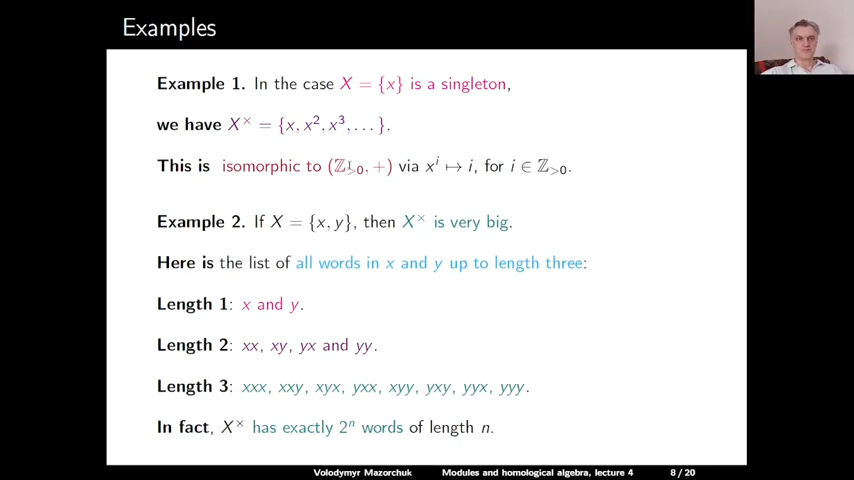 Examples
Example 1. In the case X = {x} is a singleton,
we have X× = {x, x², x³, . . . }.
This is isomorphic to (ℤ>0, +) via xⁱ ↦ i, for i ∈ ℤ>0.
Example 2. If X = {x, y}, then X× is very big.
Here is the list of all words in x and y up to length three:
Length 1: x and y.
Length 2: xx, xy, yx and yy.
Length 3: xxx, xxy, xyx, yxx, xyy, yxy, yyx, yyy.
In fact, X× has exactly 2ⁿ words of length n.
Volodymyr Mazorchuk Modules and homological algebra, lecture 4 8 / 20